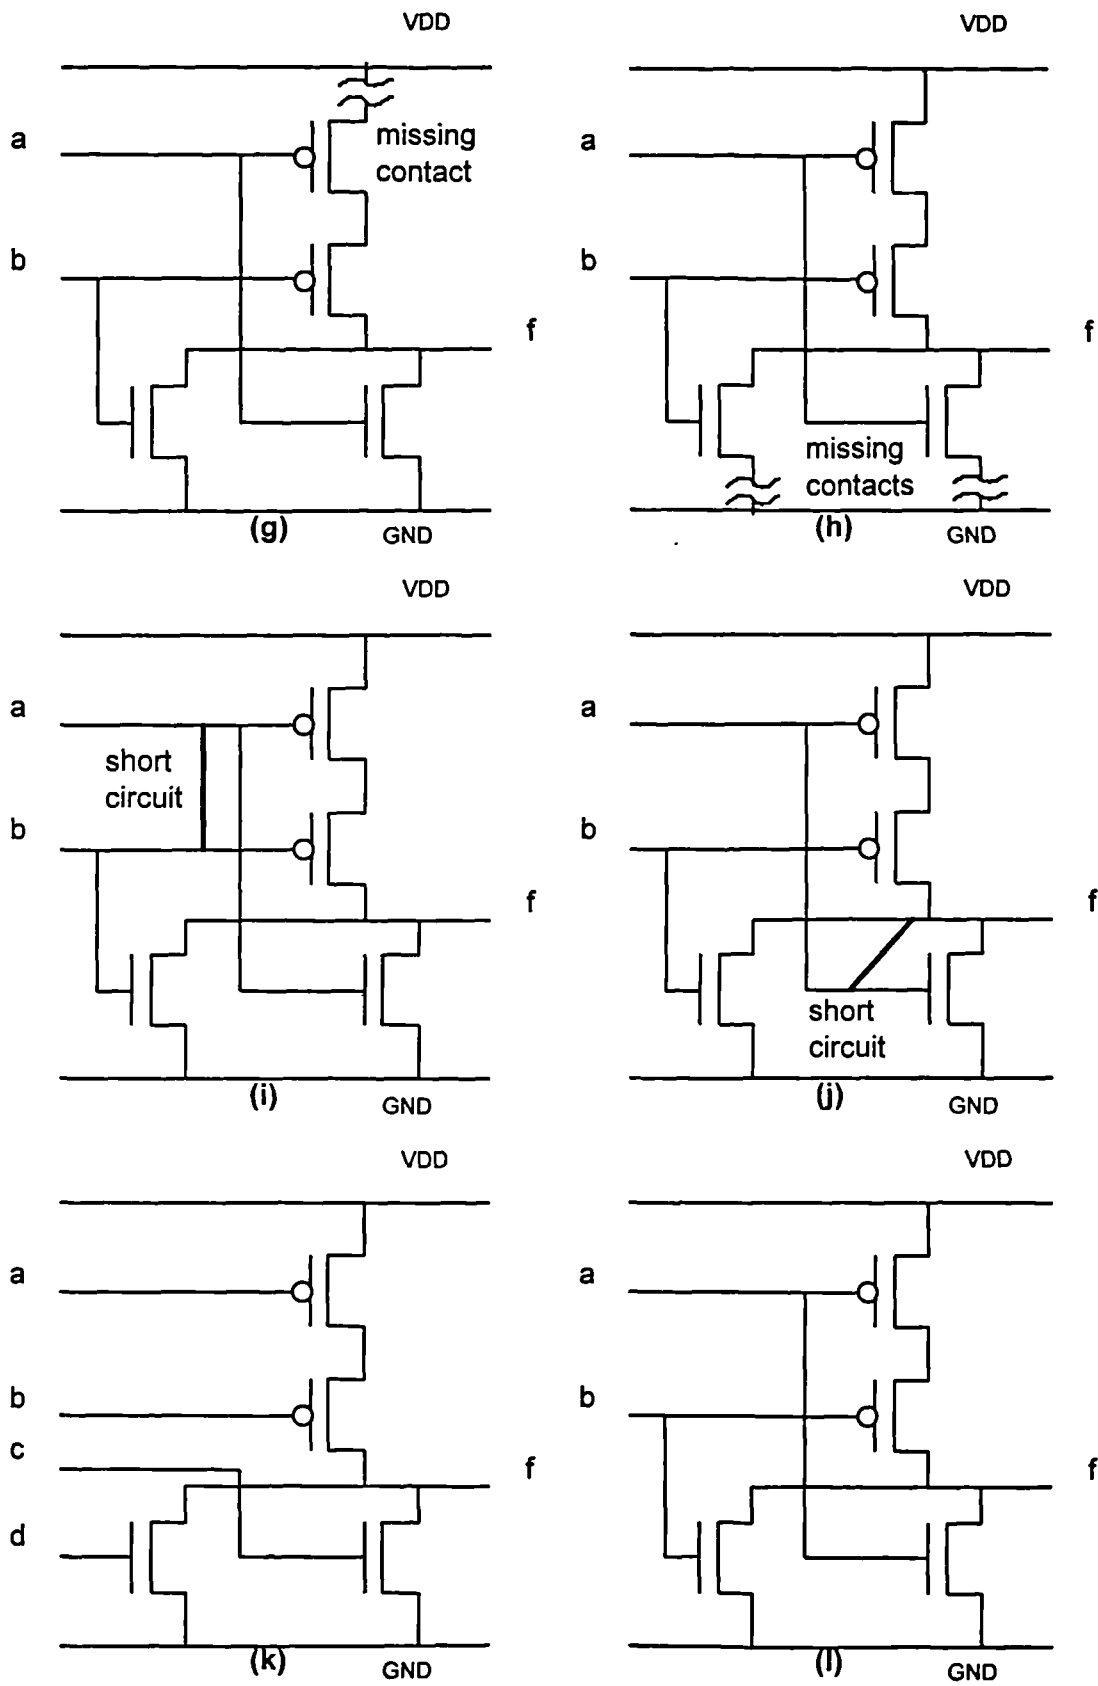 VDD
VDD
a
missing
contact
a
b
b
f
f
missing
contacts
(g)
GND
(h)
GND
VDD
VDD
a
short
circuit
a
b
b
f
f
short
circuit
(i)
GND
(j)
GND
VDD
VDD
a
a
b
b
c
f
f
d
(k)
GND
(l)
GND